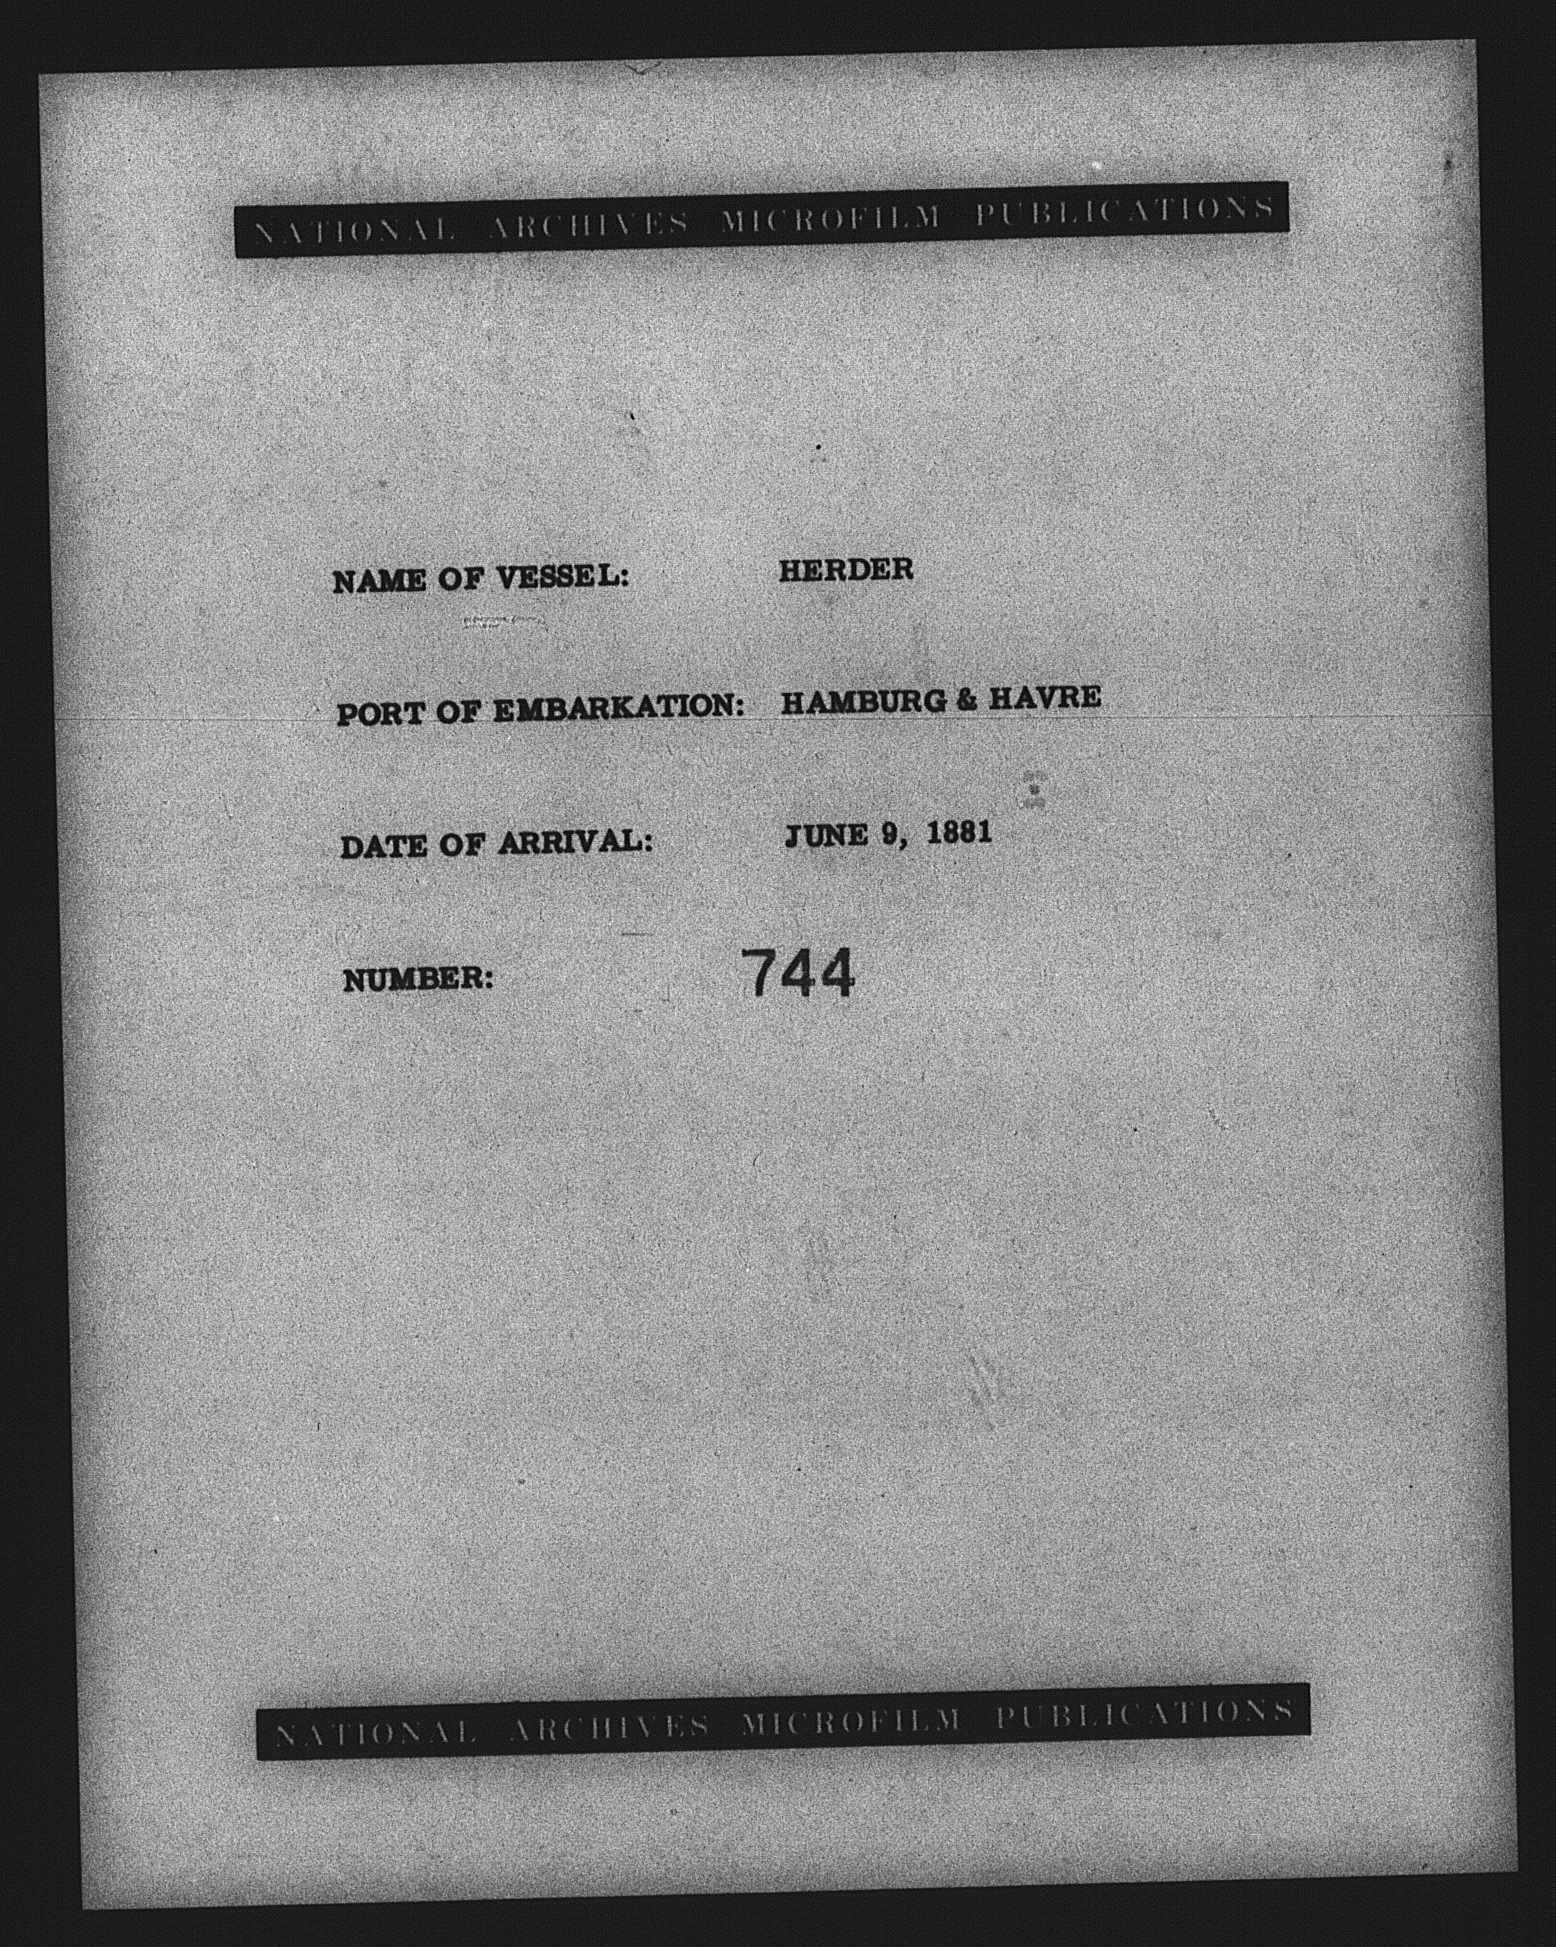 NATIONAL ARCHIVES MICROFILM PUBLICATIONS
NAME OF VESSEL: HERDER
PORT OF EMBARKATION: HAMBURG & HAVRE
DATE OF ARRIVAL: JUNE 9, 1881
NUMBER: 744
NATIONAL ARCHIVES MICROFILM PUBLICATIONS